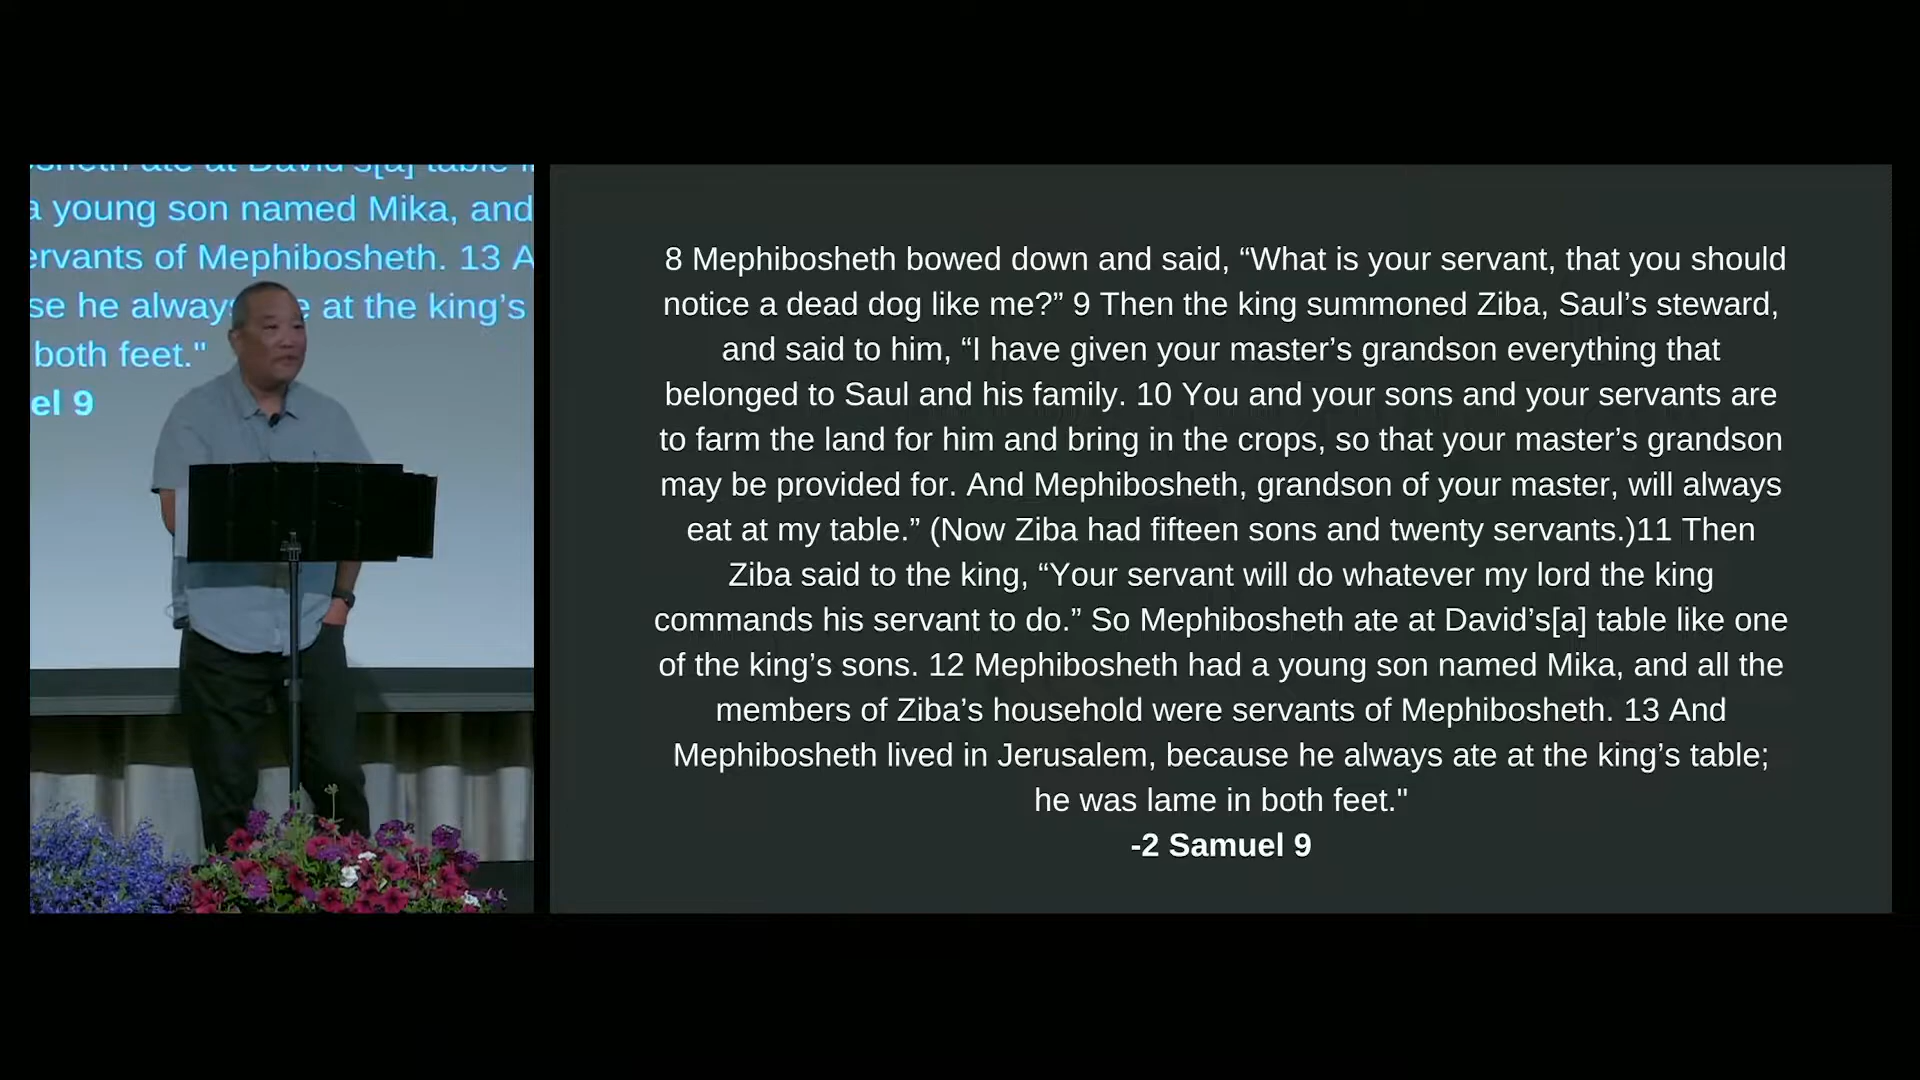 sheth ate at David's[a] table l
a young son named Mika, and
ervants of Mephibosheth. 13 A
se he always e at the king’s
both feet."
el 9
8 Mephibosheth bowed down and said, “What is your servant, that you should
notice a dead dog like me?” 9 Then the king summoned Ziba, Saul’s steward,
and said to him, “I have given your master’s grandson everything that
belonged to Saul and his family. 10 You and your sons and your servants are
to farm the land for him and bring in the crops, so that your master’s grandson
may be provided for. And Mephibosheth, grandson of your master, will always
eat at my table.” (Now Ziba had fifteen sons and twenty servants.)11 Then
Ziba said to the king, “Your servant will do whatever my lord the king
commands his servant to do.” So Mephibosheth ate at David’s[a] table like one
of the king’s sons. 12 Mephibosheth had a young son named Mika, and all the
members of Ziba’s household were servants of Mephibosheth. 13 And
Mephibosheth lived in Jerusalem, because he always ate at the king’s table;
he was lame in both feet."
-2 Samuel 9